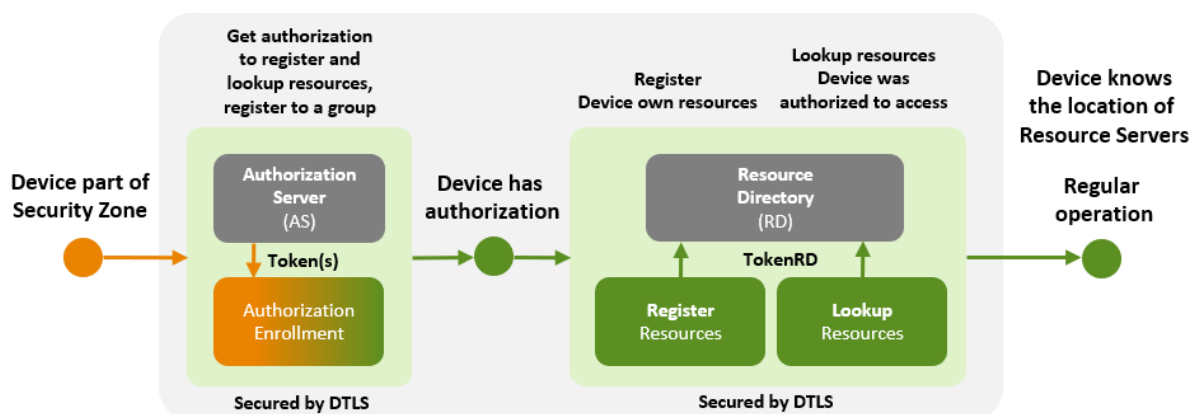 Get authorization
to register and
lookup resources,
register to a group
Register
Device own resources
Lookup resources
Device was
authorized to access
Device knows
the location of
Resource Servers
Device part of
Security Zone
Authorization
Server
(AS)
Device has
authorization
Resource
Directory
(RD)
Regular
operation
Token(s)
TokenRD
Authorization
Enrollment
Register
Resources
Lookup
Resources
Secured by DTLS
Secured by DTLS